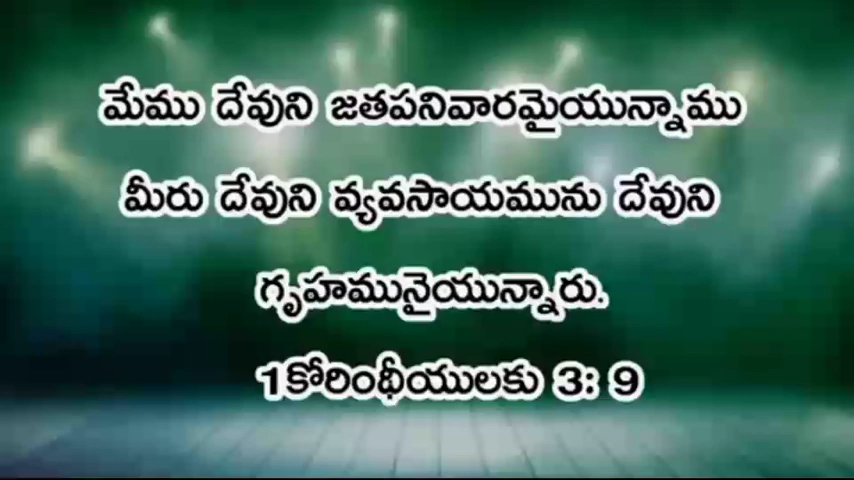 మేము దేవుని జతపనివారమైయున్నాము
మీరు దేవుని వ్యవసాయమును దేవుని
గృహమునైయున్నారు.
1కోరింథీయులకు 3: 9